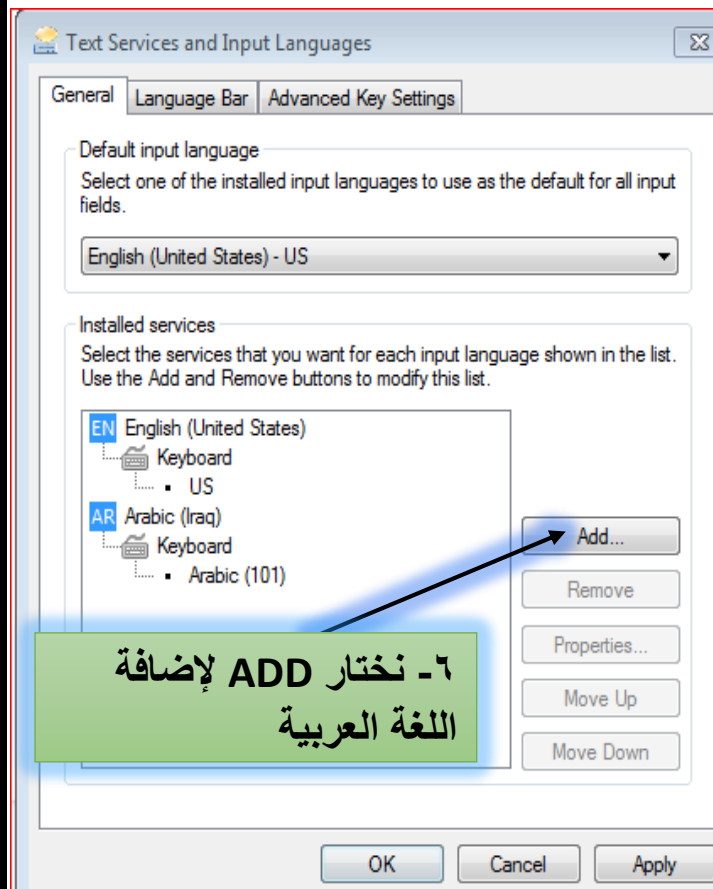 Text Services and Input Languages
General
Language Bar
Advanced Key Settings
Default input language
Select one of the installed input languages to use as the default for all input
fields.
English (United States) - US
Installed services
Select the services that you want for each input language shown in the list.
Use the Add and Remove buttons to modify this list.
EN English (United States)
Keyboard
US
AR Arabic (Iraq)
Keyboard
Arabic (101)
Add...
Remove
Properties...
Move Up
Move Down
٦- نختار ADD لإضافة
اللغة العربية
OK
Cancel
Apply